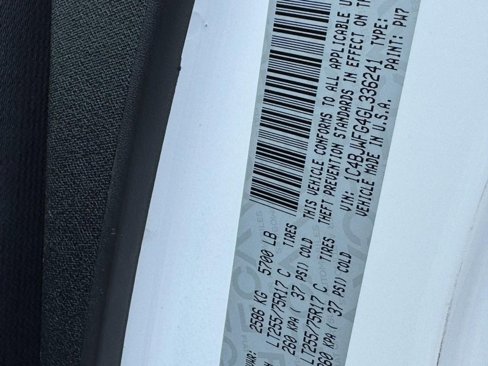 2586 KG 5700 LB
LT255/75R17 C TIRES
260 KPA ( 37 PSI) COLD
LT255/75R17 C TIRES
260 KPA ( 37 PSI) COLD
THIS VEHICLE CONFORMS TO ALL APPLICABLE
THEFT PREVENTION STANDARDS IN EFFECT ON
VIN: 1C4BJWFG4GL336241 TYPE:
VEHICLE MADE IN U.S.A. PAINT: PW7